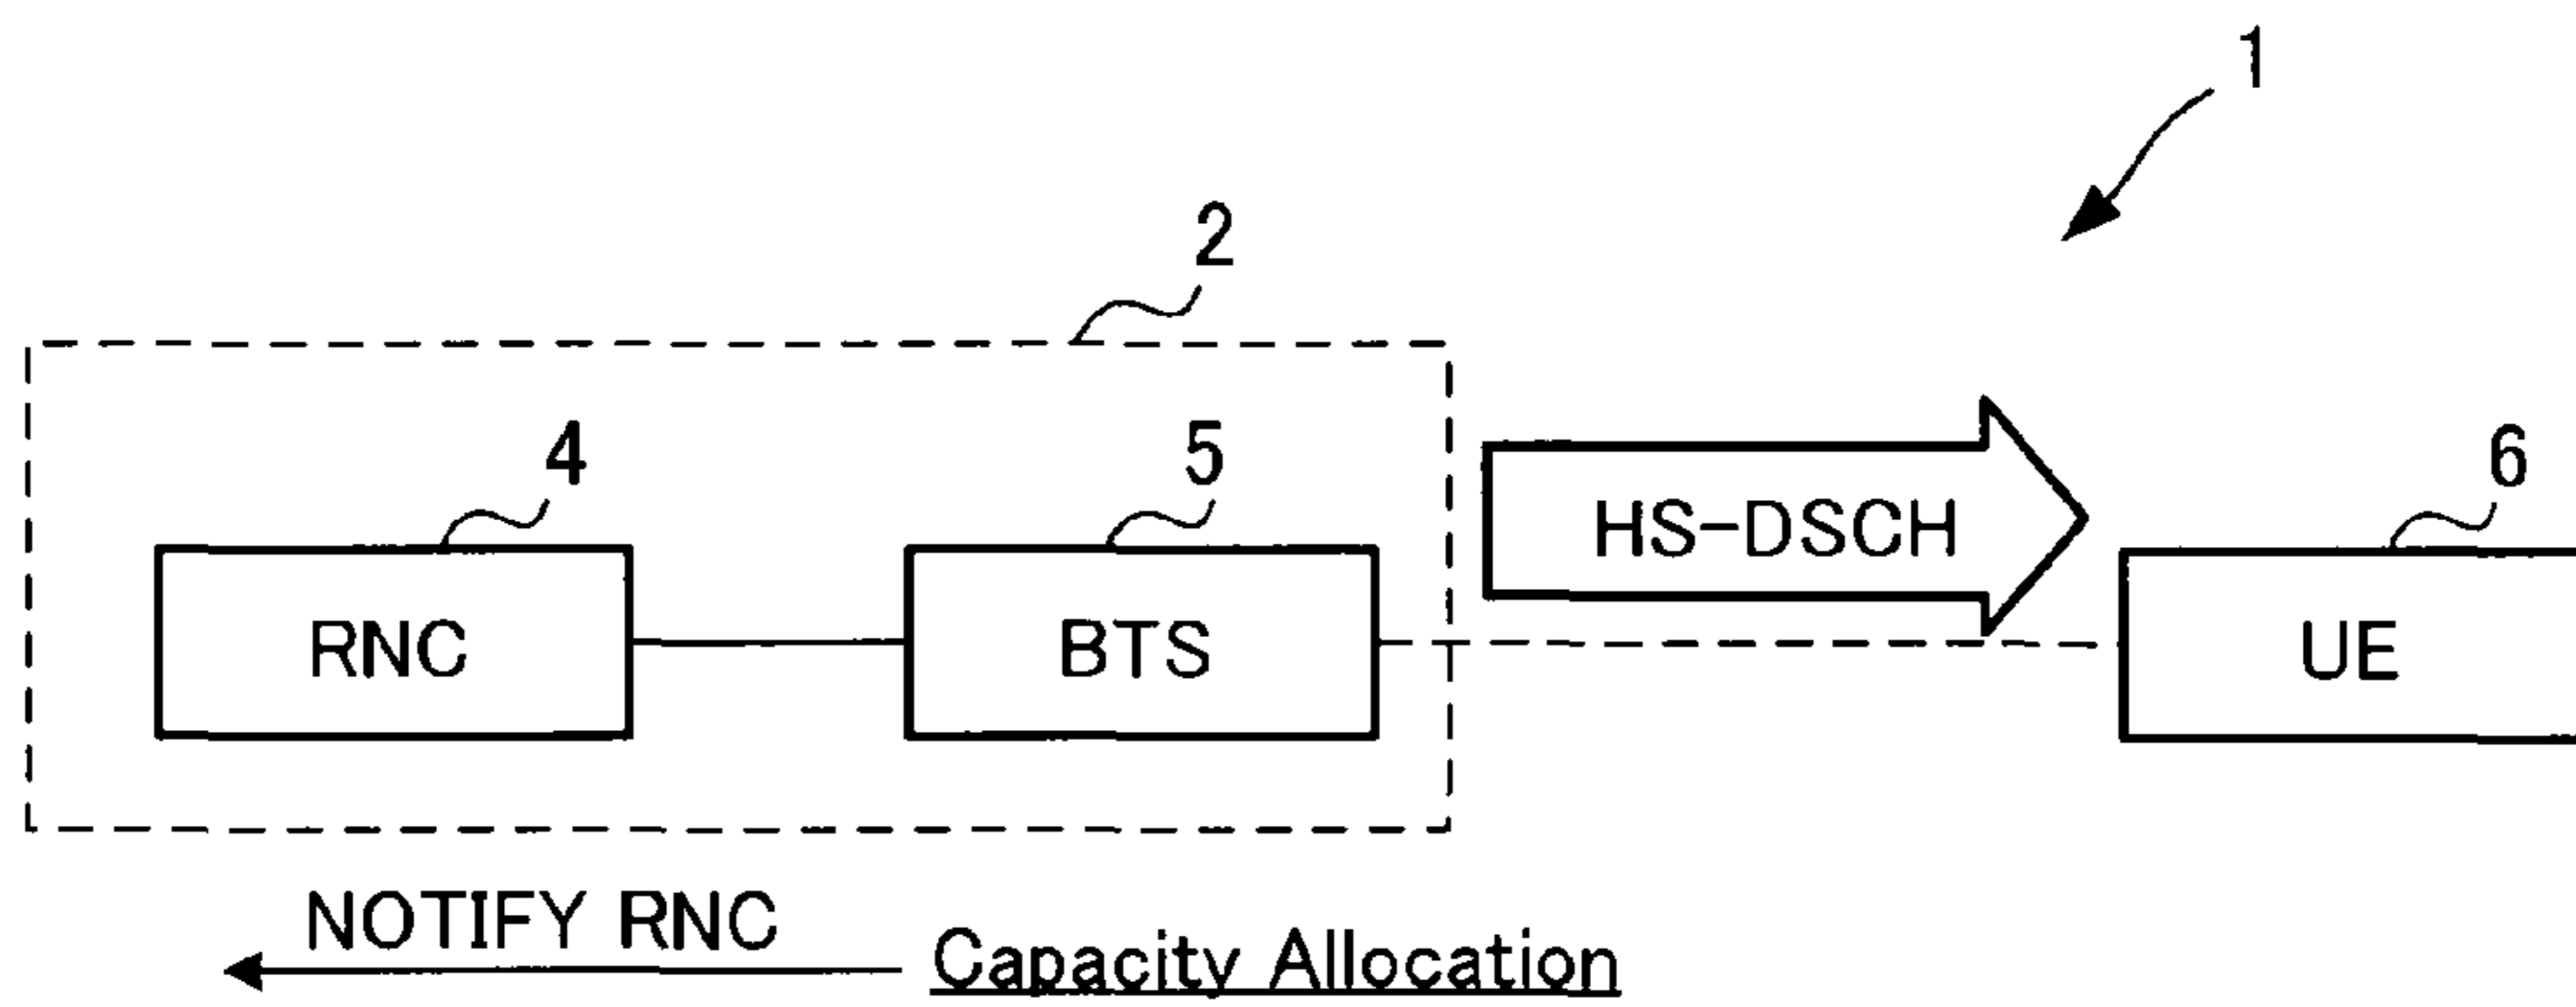 1
2
4
5
6
HS-DSCH
RNC
BTS
UE
NOTIFY RNC
Capacity Allocation